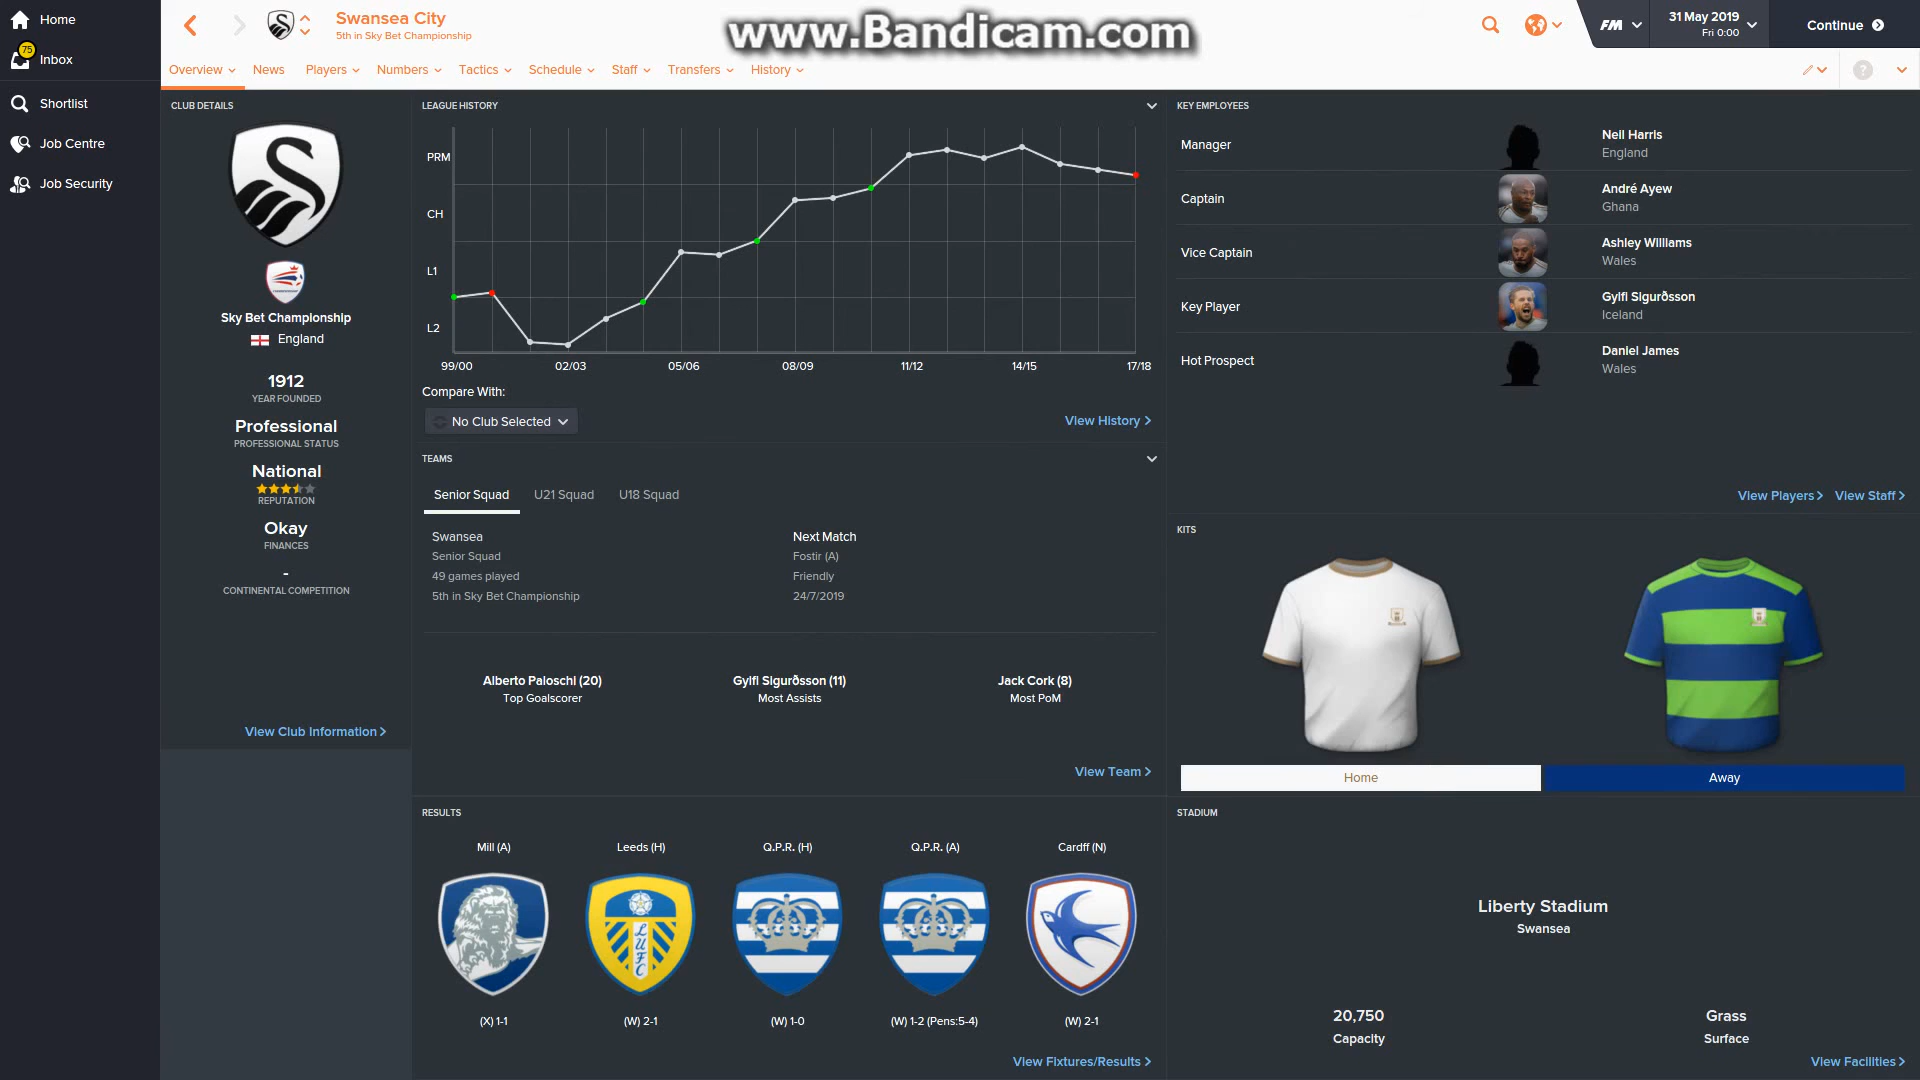 Home
75
Inbox
Shortlist
Job Centre
Job Security
Swansea City
5th in Sky Bet Championship
www.Bandicam.com
FM
31 May 2019
Fri 0:00
Continue
Overview
News
Players
Numbers
Tactics
Schedule
Staff
Transfers
History
?
CLUB DETAILS
Sky Bet Championship
England
1912
YEAR FOUNDED
Professional
PROFESSIONAL STATUS
National
REPUTATION
Okay
FINANCES
-
CONTINENTAL COMPETITION
View Club Information
LEAGUE HISTORY
PRM
CH
L1
L2
99/00 02/03 05/06 08/09 11/12 14/15 17/18
Compare With:
No Club Selected
View History
TEAMS
Senior Squad U21 Squad U18 Squad
Swansea
Senior Squad
49 games played
5th in Sky Bet Championship
Next Match
Fostir (A)
Friendly
24/7/2019
Alberto Paloschi (20)
Top Goalscorer
Gylfi Sigurðsson (11)
Most Assists
Jack Cork (8)
Most PoM
View Team
RESULTS
Mill (A) Leeds (H) Q.P.R. (H) Q.P.R. (A) Cardff (N)
LUFC
(X) 1-1 (W) 2-1 (W) 1-0 (W) 1-2 (Pens:5-4) (W) 2-1
View Fixtures/Results
KEY EMPLOYEES
Manager
Neil Harris
England
Captain
André Ayew
Ghana
Vice Captain
Ashley Williams
Wales
Key Player
Gylfi Sigurðsson
Iceland
Hot Prospect
Daniel James
Wales
View Players View Staff
KITS
Home Away
STADIUM
Liberty Stadium
Swansea
20,750
Capacity
Grass
Surface
View Facilities